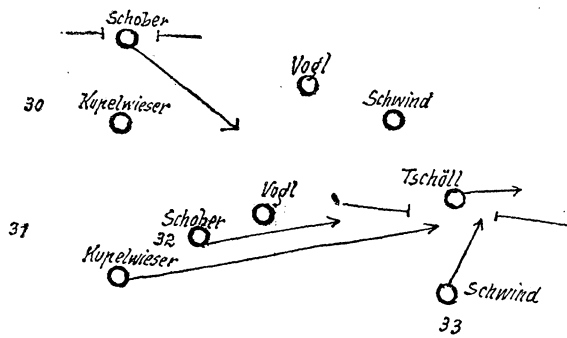 Schober
Vogl
30 Kupelwieser Schwind
Tschöll
Vogl
31 Schober
32
Kupelwieser
Schwind
33